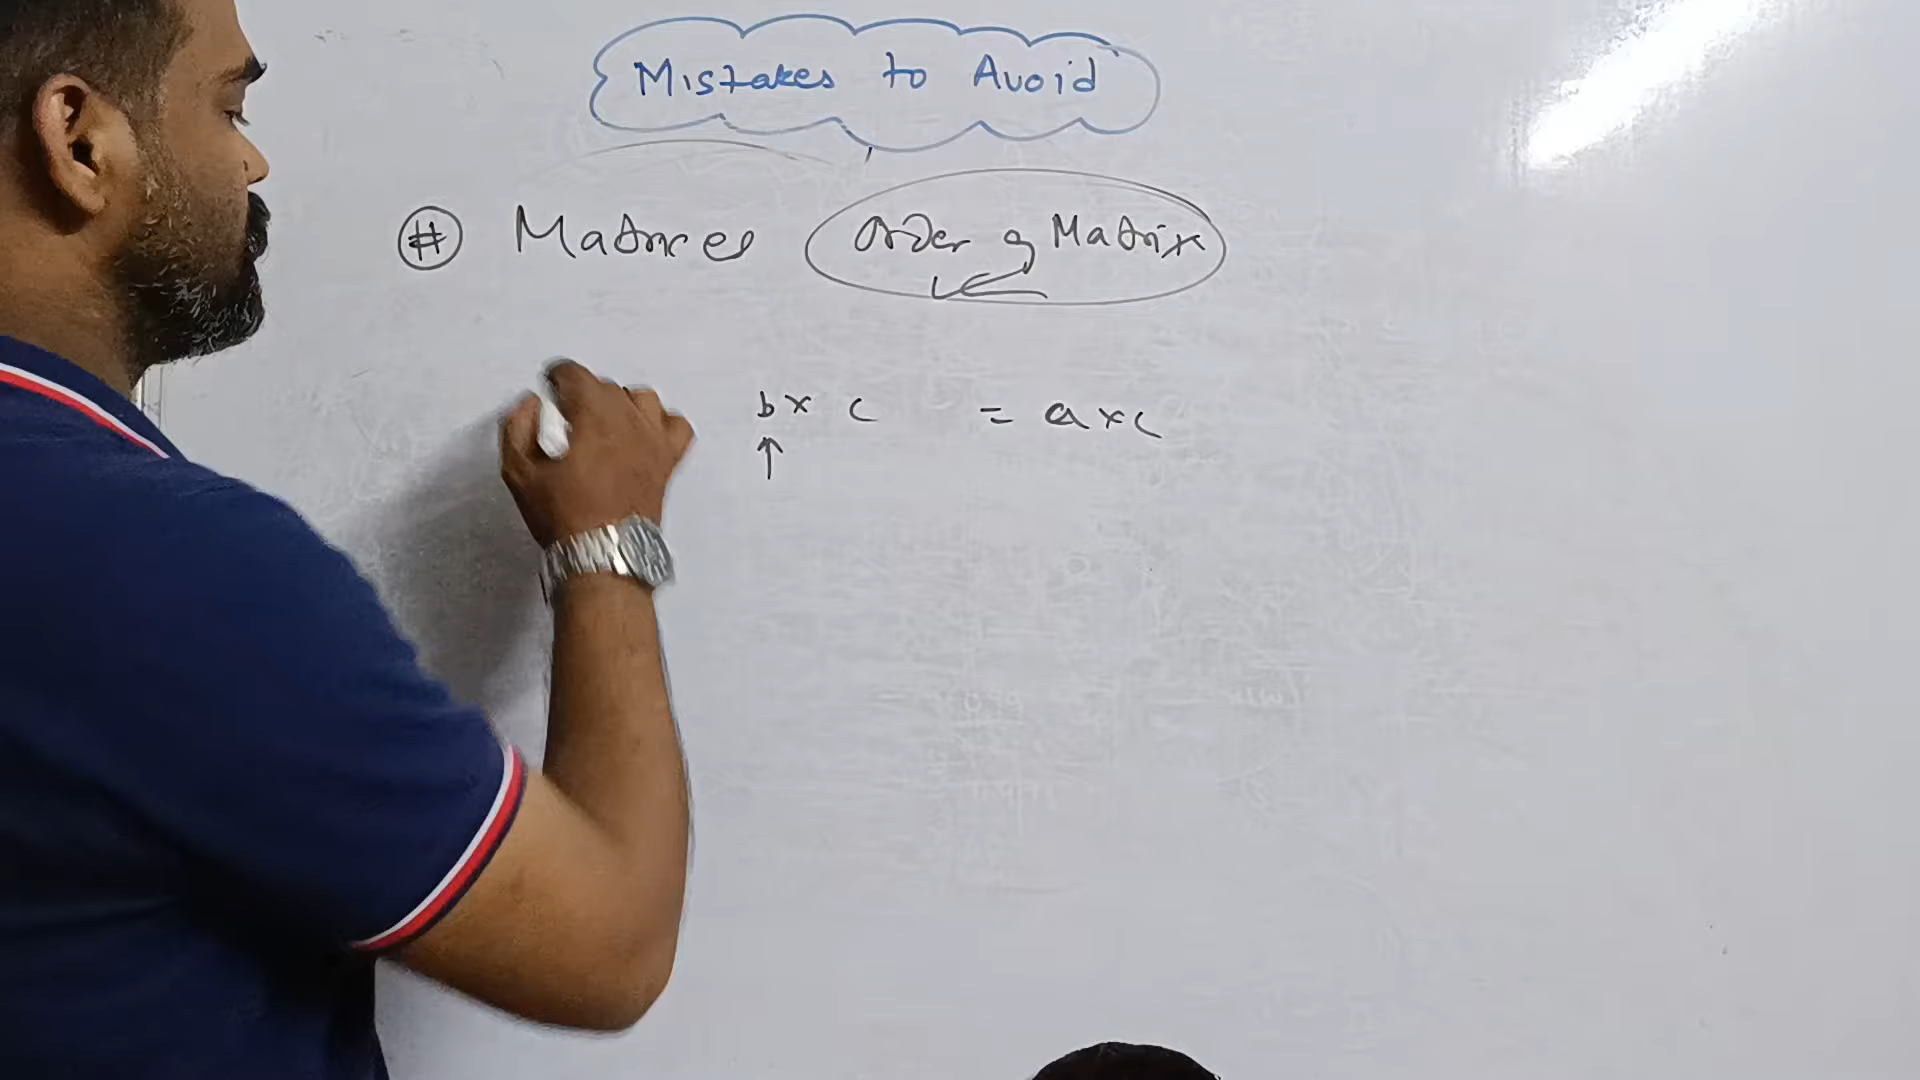 Mistakes to Avoid
# Matrices Order of Matrix
b × c = a × c